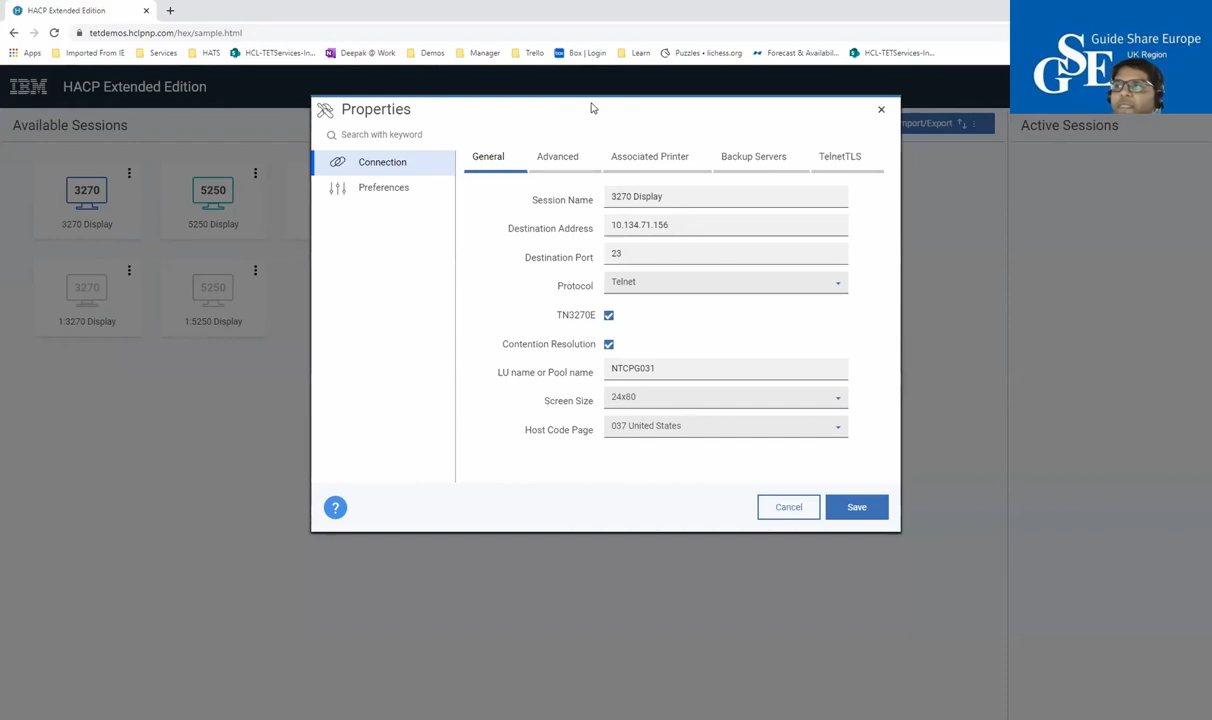 HACP Extended Edition
tetdemos.hclpnp.com/hex/sample.html
Apps Imported From IE Services HATS HCL-TETServices-In... Deepak @ Work Demos Manager Trello Box | Login Learn Puzzles • lichess.org Forecast & Availabil... HCL-TETServices-In...
Guide Share Europe
UK Region
GSE
IBM HACP Extended Edition
Available Sessions
Import/Export
Active Sessions
3270
3270 Display
5250
5250 Display
3270
1:3270 Display
5250
1:5250 Display
Properties
Search with keyword
Connection
Preferences
General Advanced Associated Printer Backup Servers TelnetTLS
Session Name 3270 Display
Destination Address 10.134.71.156
Destination Port 23
Protocol Telnet
TN3270E
Contention Resolution
LU name or Pool name NTCPG031
Screen Size 24x80
Host Code Page 037 United States
?
Cancel Save